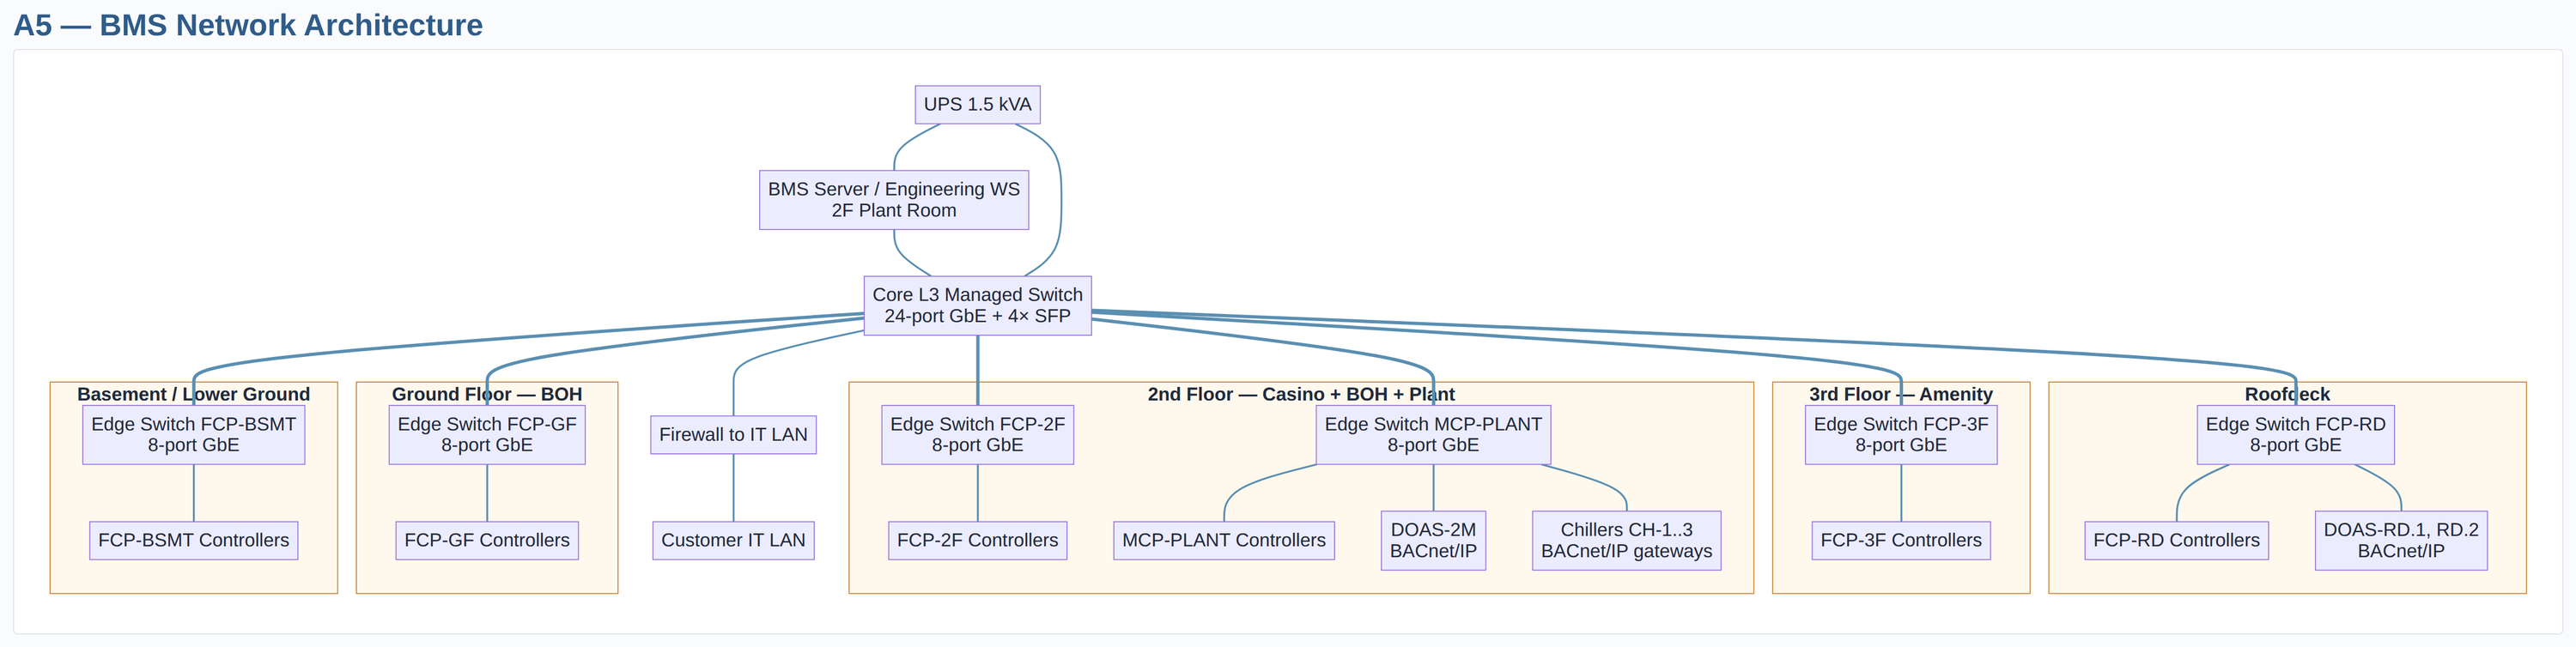 A5 — BMS Network Architecture
UPS 1.5 kVA
BMS Server / Engineering WS
2F Plant Room
Core L3 Managed Switch
24-port GbE + 4× SFP
Basement / Lower Ground
Edge Switch FCP-BSMT
8-port GbE
FCP-BSMT Controllers
Ground Floor — BOH
Edge Switch FCP-GF
8-port GbE
FCP-GF Controllers
Firewall to IT LAN
Customer IT LAN
2nd Floor — Casino + BOH + Plant
Edge Switch FCP-2F
8-port GbE
FCP-2F Controllers
Edge Switch MCP-PLANT
8-port GbE
MCP-PLANT Controllers
DOAS-2M
BACnet/IP
Chillers CH-1..3
BACnet/IP gateways
3rd Floor — Amenity
Edge Switch FCP-3F
8-port GbE
FCP-3F Controllers
Roofdeck
Edge Switch FCP-RD
8-port GbE
FCP-RD Controllers
DOAS-RD.1, RD.2
BACnet/IP